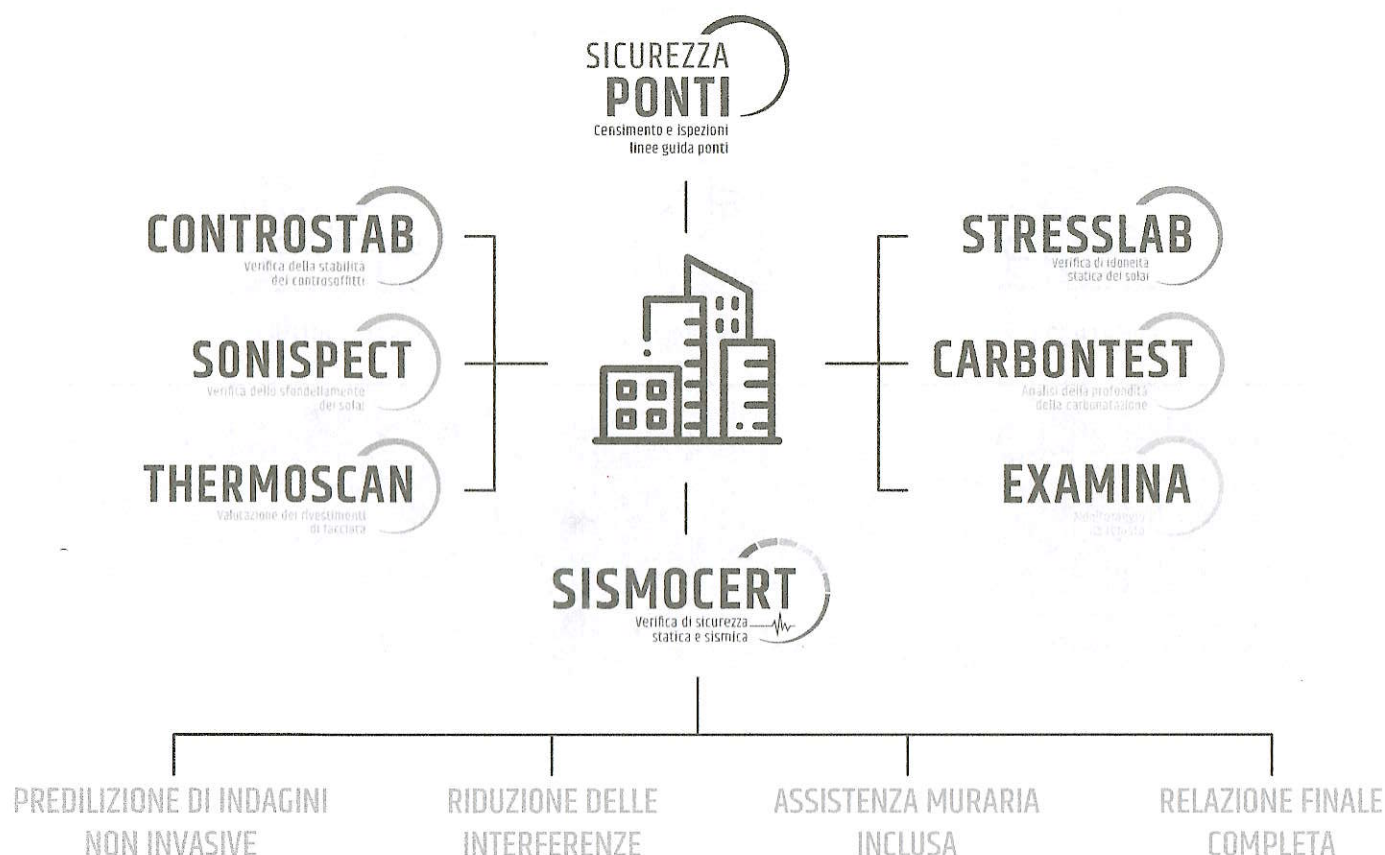 SICUREZZA
PONTI
Censimento e ispezioni
linee guida ponti
CONTROSTAB
Verifica della stabilità
dei controsoffitti
SONISPECT
Verifica dello sfondellamento
dei solai
THERMOSCAN
Valutazione dei rivestimenti
di facciata
STRESSLAB
Verifica di idoneità
statica dei solai
CARBONTEST
Analisi della profondità
della carbonatazione
EXAMINA
Monitoraggio
SISMOCERT
Verifica di sicurezza
statica e sismica
PREDILIZIONE DI INDAGINI
NON INVASIVE
RIDUZIONE DELLE
INTERFERENZE
ASSISTENZA MURARIA
INCLUSA
RELAZIONE FINALE
COMPLETA